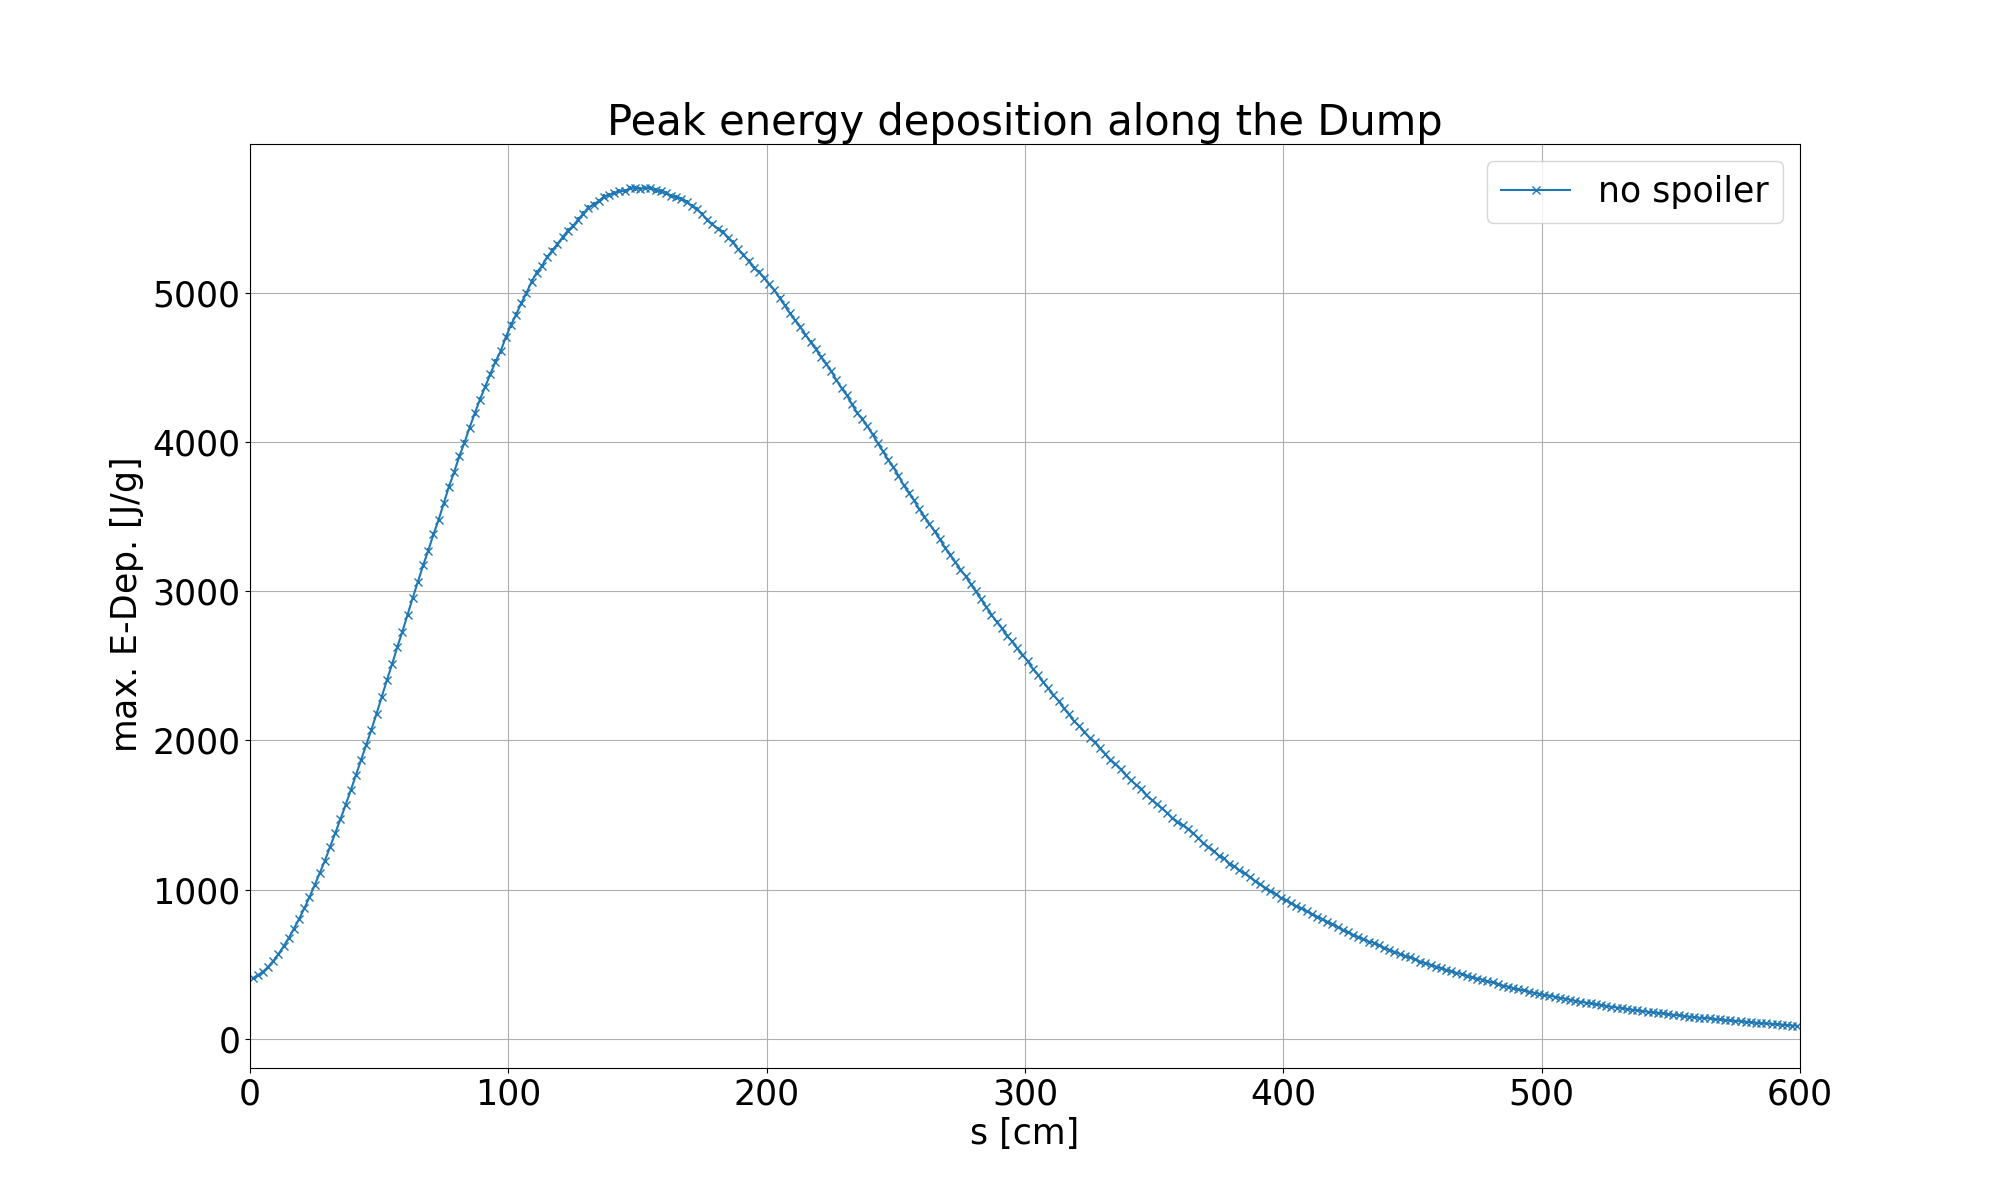 Peak energy deposition along the Dump
no spoiler
max. E-Dep. [J/g]
5000
4000
3000
2000
1000
0
0 100 200 300 400 500 600
s [cm]